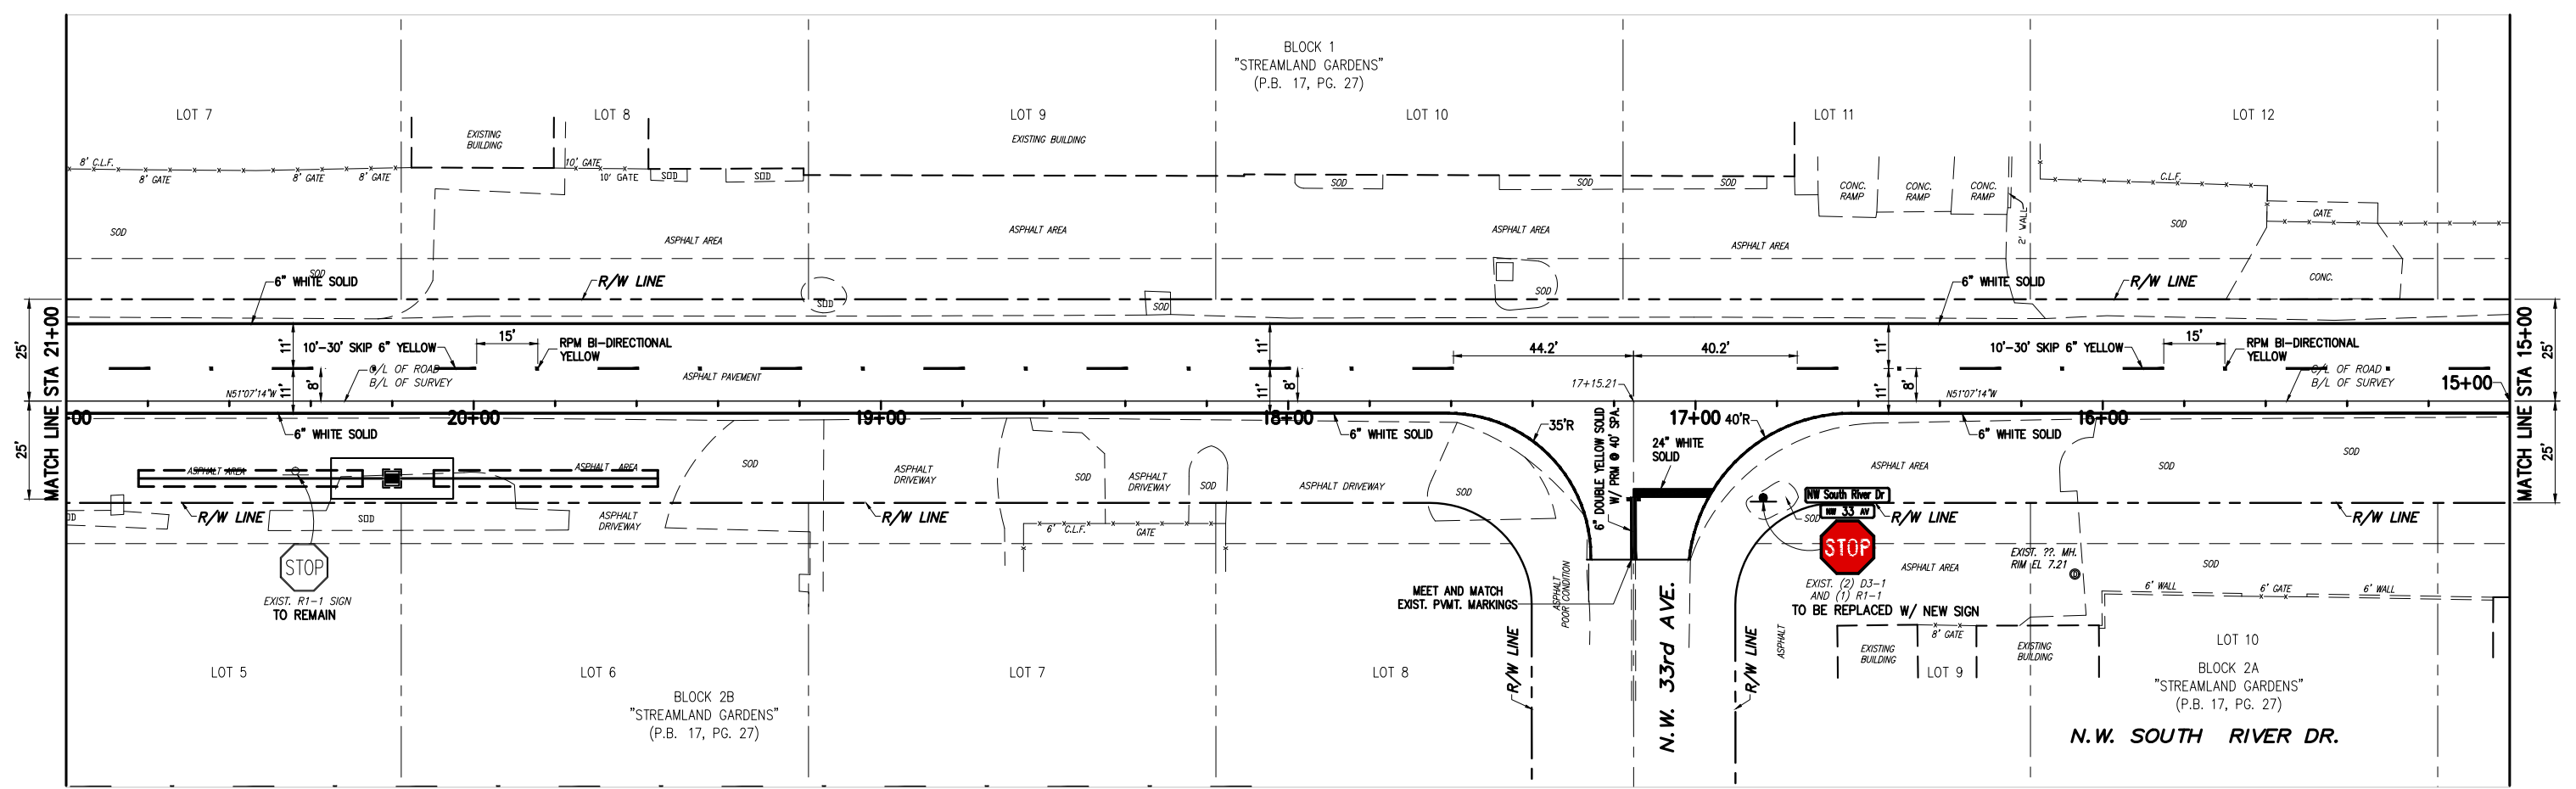 BLOCK 1
"STREAMLAND GARDENS"
(P.B. 17, PG. 27)
LOT 7
LOT 8
LOT 9
LOT 10
LOT 11
LOT 12
EXISTING
BUILDING
EXISTING BUILDING
8' C.L.F.
8' GATE
8' GATE
8' GATE
10' GATE
10' GATE
SOD
SOD
SOD
SOD
SOD
CONC.
RAMP
CONC.
RAMP
CONC.
RAMP
2' WALL
C.L.F.
GATE
SOD
SOD
ASPHALT AREA
ASPHALT AREA
ASPHALT AREA
ASPHALT AREA
SOD
6" WHITE SOLID
R/W LINE
SOD
SOD
SOD
6" WHITE SOLID
R/W LINE
CONC.
MATCH LINE STA 21+00
25'
25'
11'
11'
8'
10'-30' SKIP 6" YELLOW
15'
RPM BI-DIRECTIONAL
YELLOW
C/L OF ROAD
B/L OF SURVEY
N51°07'14"W
ASPHALT PAVEMENT
11'
11'
8'
44.2'
40.2'
17+15.21
11'
11'
8'
10'-30' SKIP 6" YELLOW
15'
RPM BI-DIRECTIONAL
YELLOW
C/L OF ROAD
B/L OF SURVEY
N51°07'14"W
15+00
MATCH LINE STA 15+00
25'
25'
00
20+00
19+00
18+00
17+00
16+00
6" WHITE SOLID
6" WHITE SOLID
35'R
6" DOUBLE YELLOW SOLID
W/ PRM @ 40' SPA.
24" WHITE
SOLID
40'R
6" WHITE SOLID
ASPHALT AREA
ASPHALT AREA
SOD
ASPHALT
DRIVEWAY
SOD
ASPHALT
DRIVEWAY
SOD
ASPHALT DRIVEWAY
SOD
ASPHALT AREA
SOD
SOD
R/W LINE
SOD
ASPHALT
DRIVEWAY
R/W LINE
6' C.L.F.
GATE
SOD
NW South River Dr
NW 33 AV
R/W LINE
R/W LINE
STOP
EXIST. R1-1 SIGN
TO REMAIN
STOP
EXIST. (2) D3-1
AND (1) R1-1
TO BE REPLACED W/ NEW SIGN
MEET AND MATCH
EXIST. PVMT. MARKINGS
ASPHALT
POOR CONDITION
ASPHALT AREA
EXIST. ??. MH.
RIM EL 7.21
SOD
6' WALL
6' GATE
6' WALL
R/W LINE
N.W. 33rd AVE.
R/W LINE
ASPHALT
EXISTING
BUILDING
8' GATE
EXISTING
BUILDING
LOT 5
LOT 6
LOT 7
LOT 8
LOT 9
LOT 10
BLOCK 2B
"STREAMLAND GARDENS"
(P.B. 17, PG. 27)
BLOCK 2A
"STREAMLAND GARDENS"
(P.B. 17, PG. 27)
N.W. SOUTH RIVER DR.